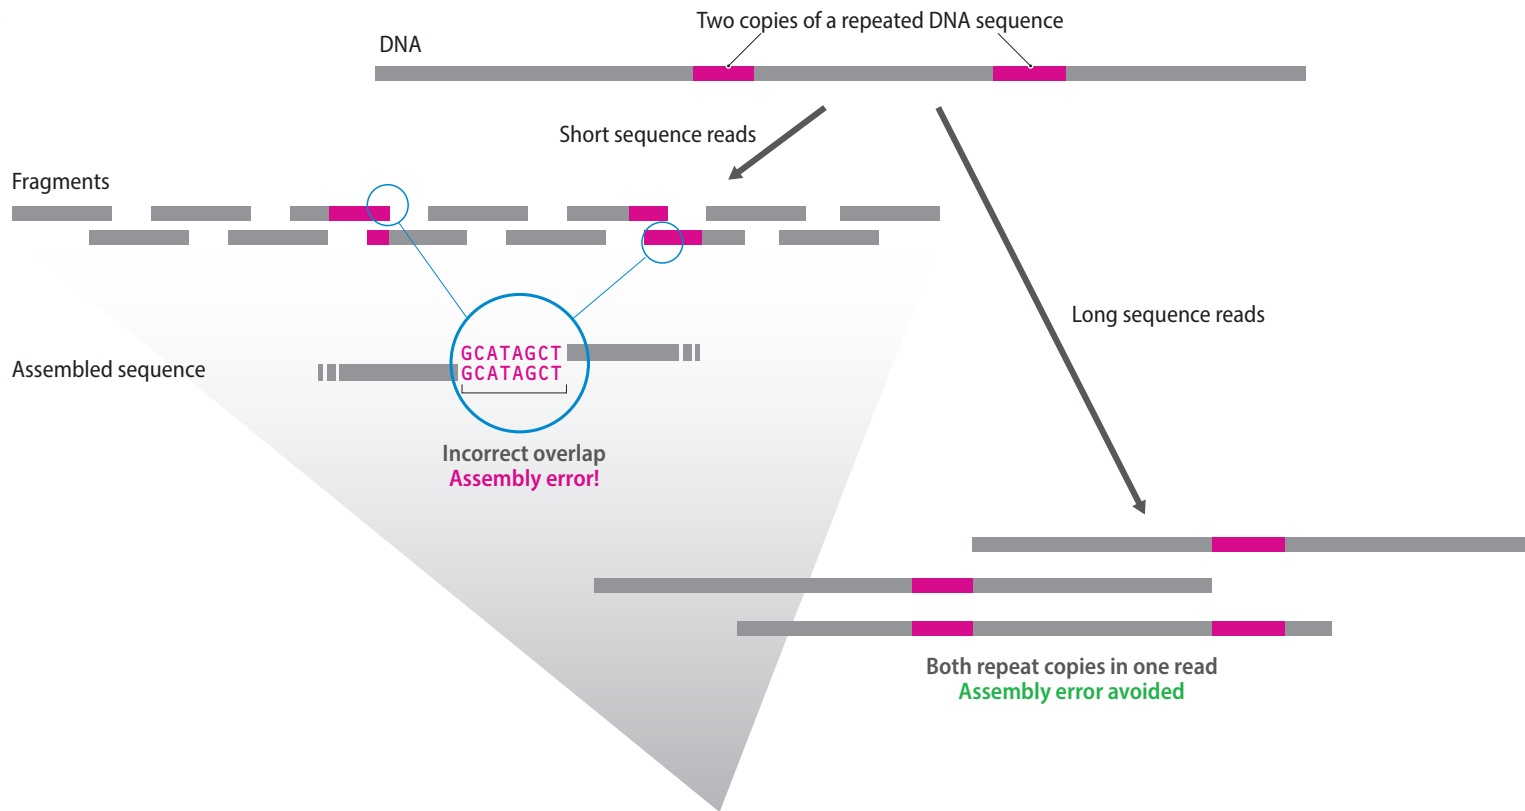 Two copies of a repeated DNA sequence
DNA
Short sequence reads
Fragments
Long sequence reads
GCATAGCT
Assembled sequence
GCATAGCT
Incorrect overlap
Assembly error!
Both repeat copies in one read
Assembly error avoided